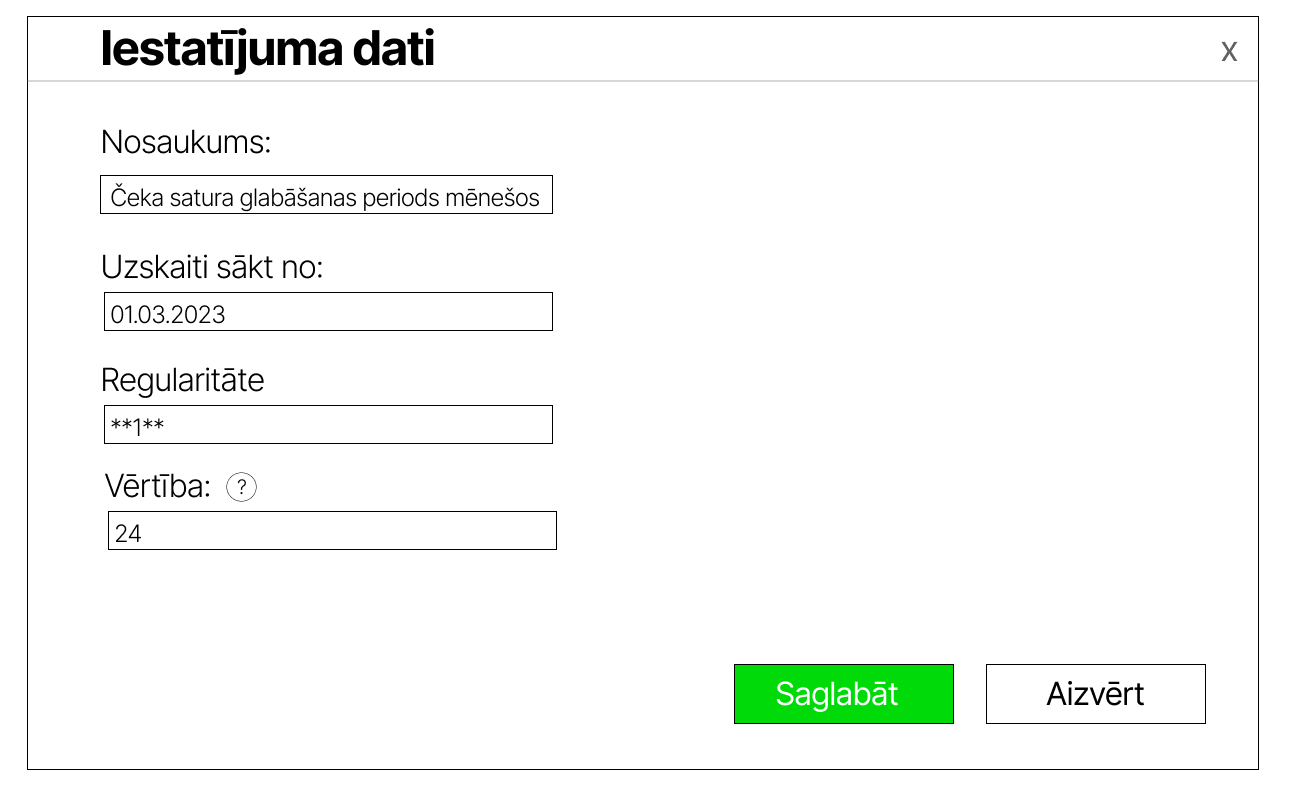 Iestatījuma dati
X
Nosaukums:
Čeka satura glabāšanas periods mēnešos
Uzskaiti sākt no:
01.03.2023
Regularitāte
**1**
Vērtība: ?
24
Saglabāt
Aizvērt